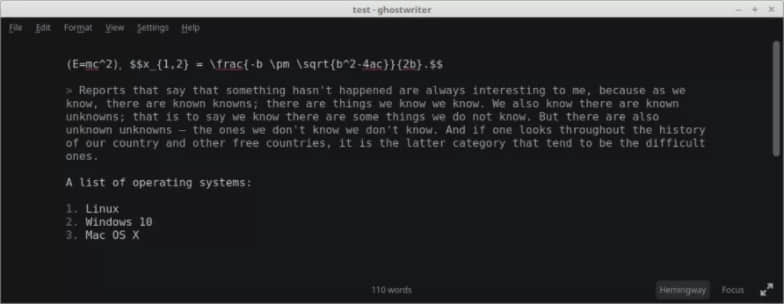 test - ghostwriter
File Edit Format View Settings Help
(E=mc^2), $$x_{1,2} = \frac{-b \pm \sqrt{b^2-4ac}}{2b}.$$
> Reports that say that something hasn't happened are always interesting to me, because as we
know, there are known knowns; there are things we know we know. We also know there are known
unknowns; that is to say we know there are some things we do not know. But there are also
unknown unknowns — the ones we don't know we don't know. And if one looks throughout the history
of our country and other free countries, it is the latter category that tend to be the difficult
ones.
A list of operating systems:
1. Linux
2. Windows 10
3. Mac OS X
110 words Hemingway Focus